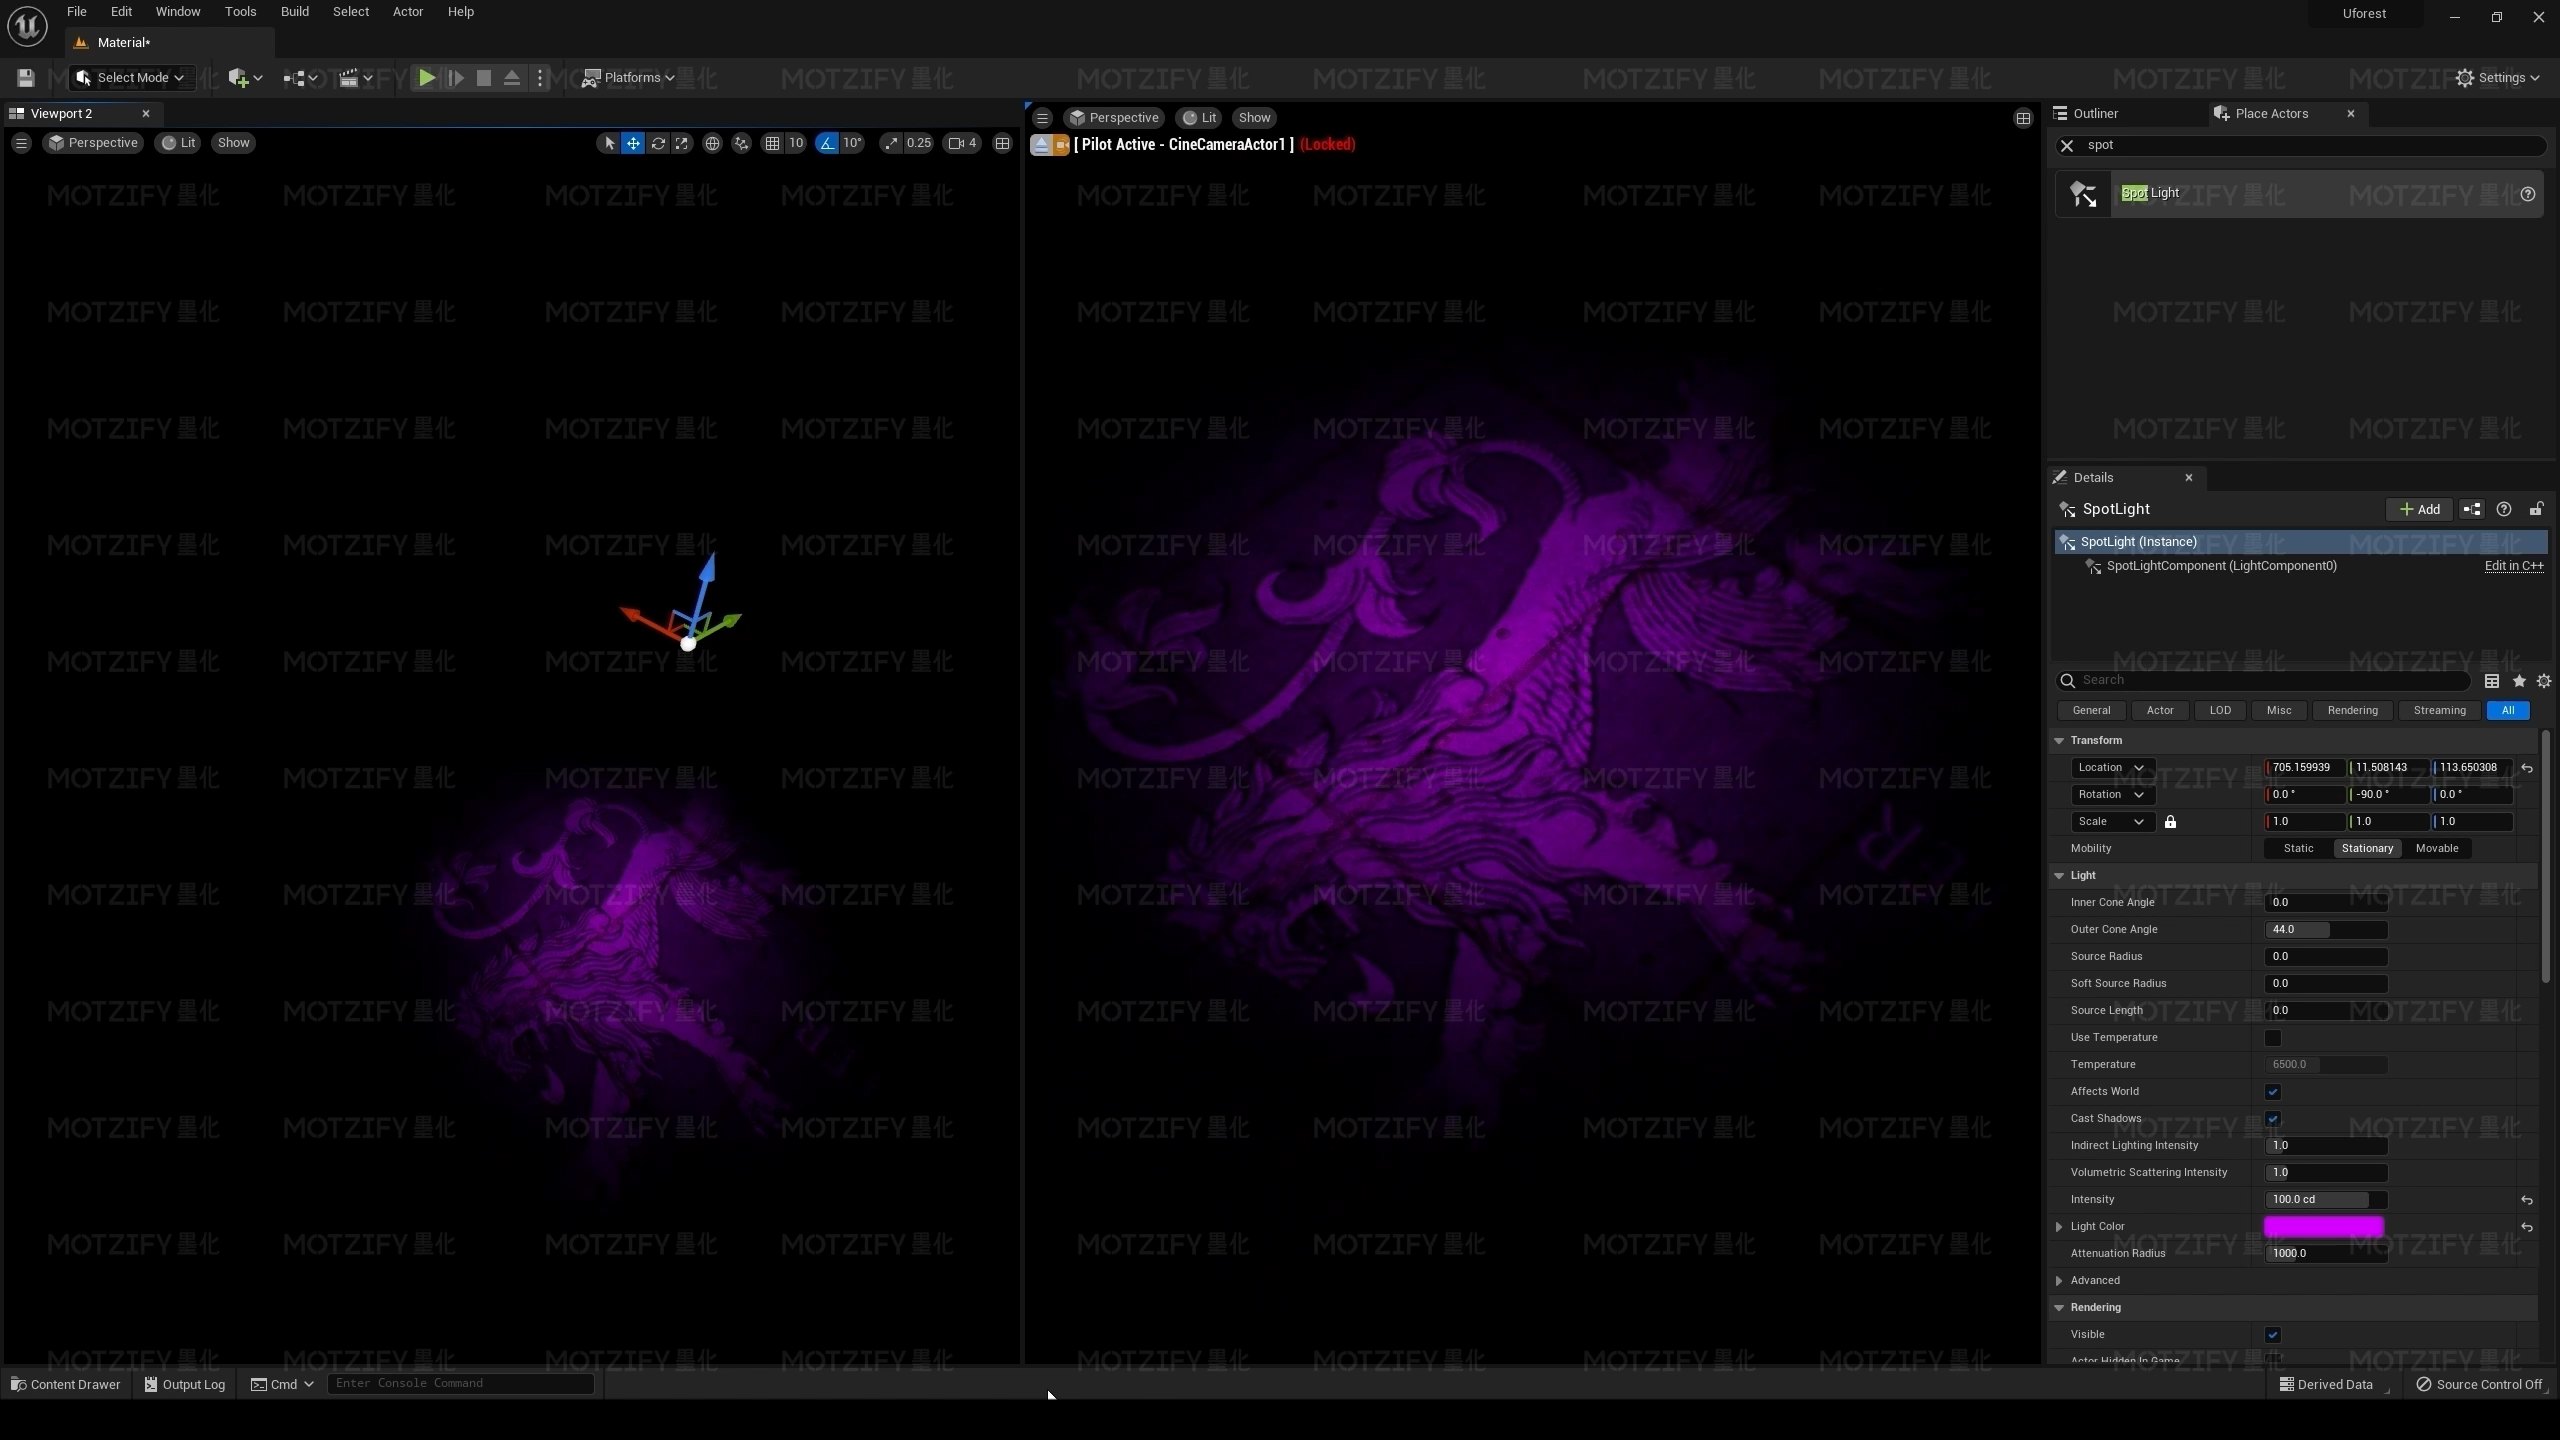 File Edit Window Tools Build Select Actor Help
Uforest
Material*
Select Mode
Platforms
Settings
Viewport 2
Perspective Lit Show
10 10° 0.25 4
Perspective Lit Show
[ Pilot Active - CineCameraActor1 ] (Locked)
Outliner Place Actors
spot
Spot Light
Details
SpotLight
Add
SpotLight (Instance)
SpotLightComponent (LightComponent0) Edit in C++
Search
General Actor LOD Misc Rendering Streaming All
Transform
Location 705.159939 11.508143 113.650308
Rotation 0.0 ° -90.0 ° 0.0 °
Scale 1.0 1.0 1.0
Mobility Static Stationary Movable
Light
Inner Cone Angle 0.0
Outer Cone Angle 44.0
Source Radius 0.0
Soft Source Radius 0.0
Source Length 0.0
Use Temperature
Temperature 6500.0
Affects World
Cast Shadows
Indirect Lighting Intensity 1.0
Volumetric Scattering Intensity 1.0
Intensity 100.0 cd
Light Color
Attenuation Radius 1000.0
Advanced
Rendering
Visible
Actor Hidden In Game
Content Drawer Output Log Cmd Enter Console Command
Derived Data Source Control Off
MOTZIFY 墨化